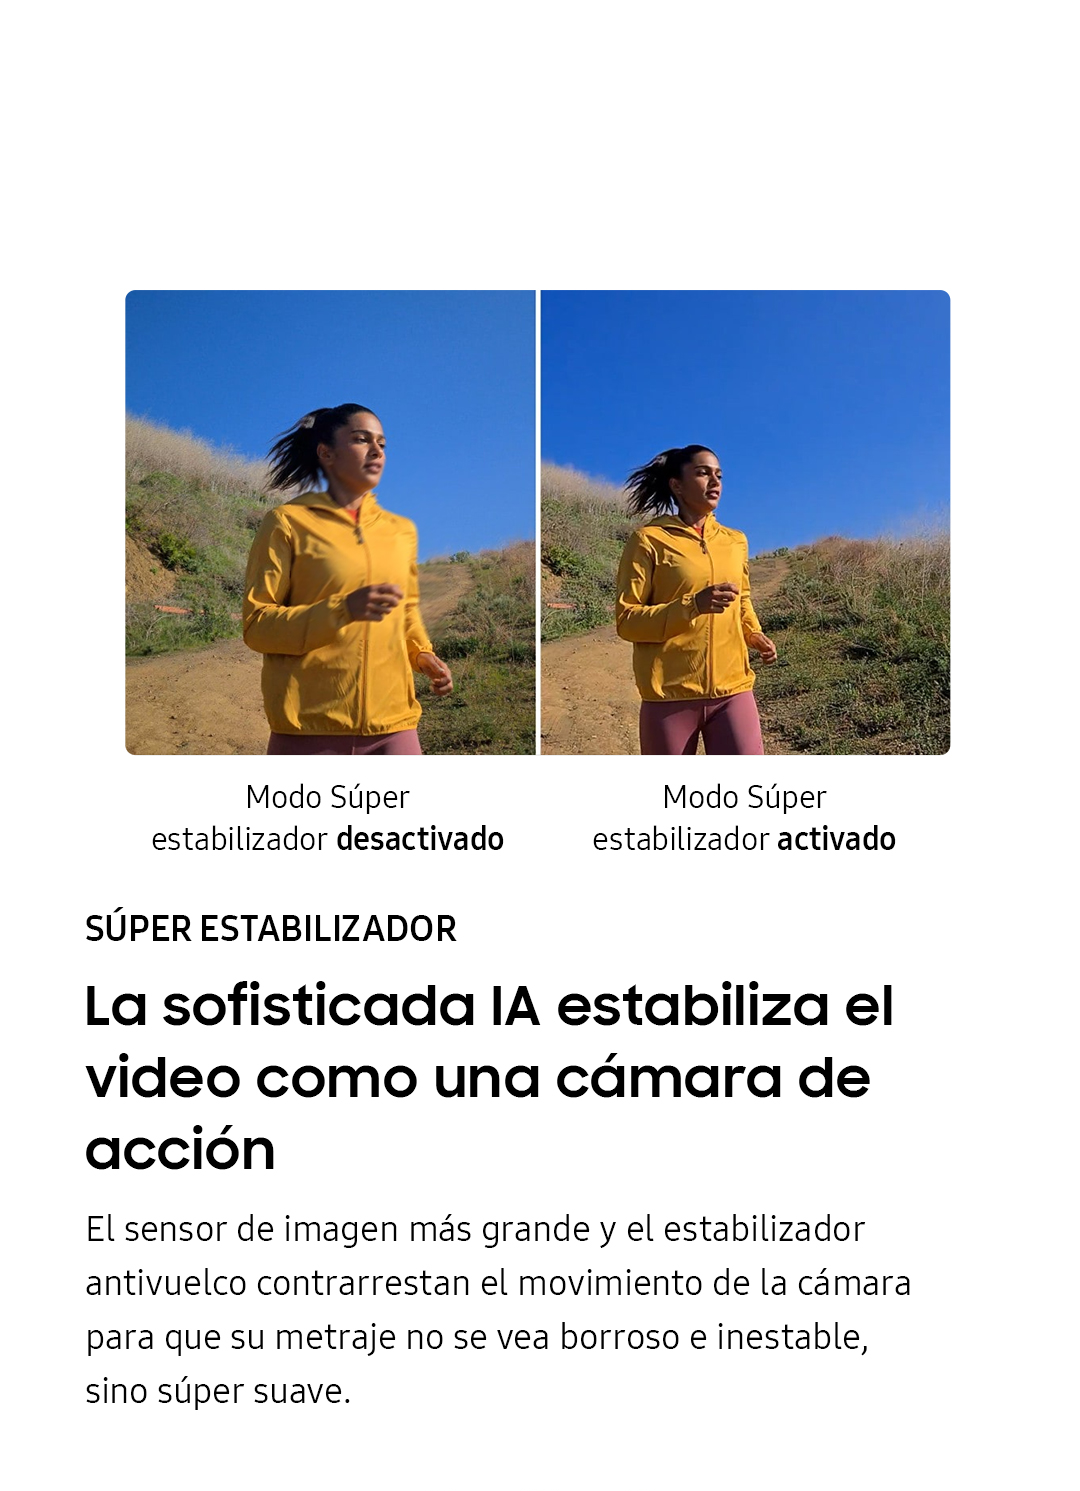 Modo Súper
estabilizador desactivado
Modo Súper
estabilizador activado
SÚPER ESTABILIZADOR
La sofisticada IA estabiliza el
video como una cámara de
acción
El sensor de imagen más grande y el estabilizador
antivuelco contrarrestan el movimiento de la cámara
para que su metraje no se vea borroso e inestable,
sino súper suave.